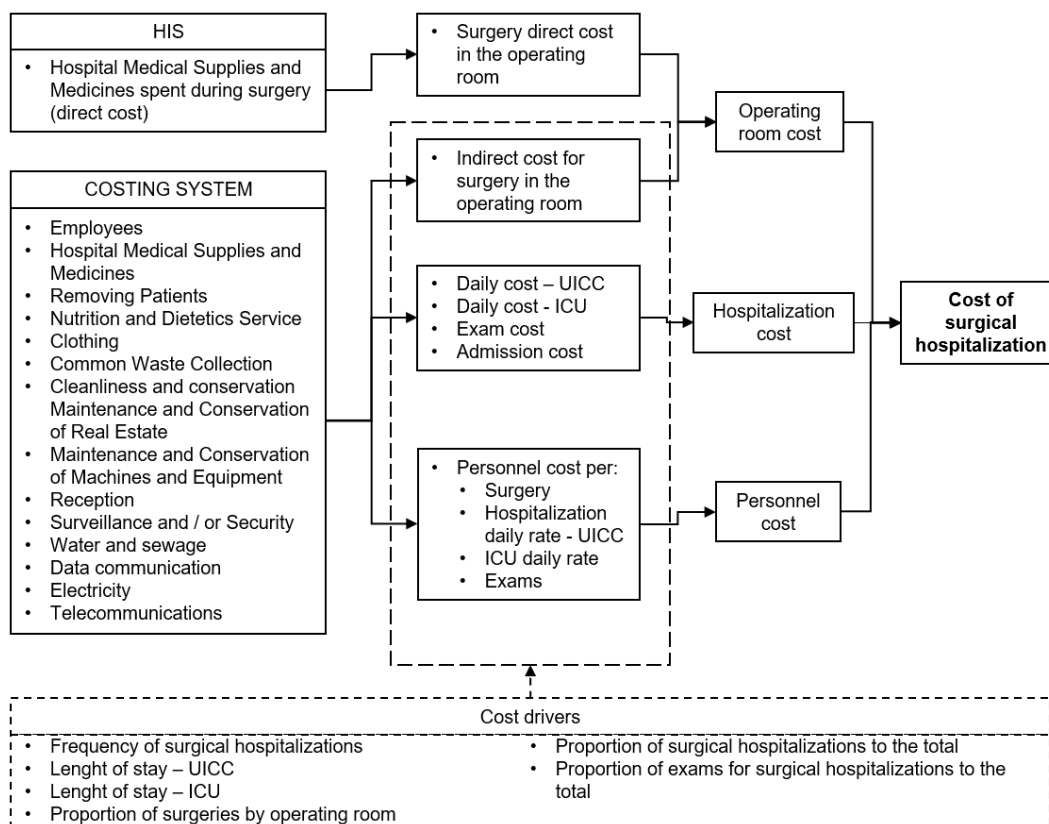 HIS
• Hospital Medical Supplies and
Medicines spent during surgery
(direct cost)
COSTING SYSTEM
• Employees
• Hospital Medical Supplies and
Medicines
• Removing Patients
• Nutrition and Dietetics Service
• Clothing
• Common Waste Collection
• Cleanliness and conservation
Maintenance and Conservation
of Real Estate
• Maintenance and Conservation
of Machines and Equipment
• Reception
• Surveillance and / or Security
• Water and sewage
• Data communication
• Electricity
• Telecommunications
• Surgery direct cost
in the operating
room
• Indirect cost for
surgery in the
operating room
• Daily cost – UICC
• Daily cost - ICU
• Exam cost
• Admission cost
• Personnel cost per:
• Surgery
• Hospitalization
daily rate - UICC
• ICU daily rate
• Exams
Operating
room cost
Hospitalization
cost
Personnel
cost
Cost of
surgical
hospitalization
Cost drivers
• Frequency of surgical hospitalizations
• Lenght of stay – UICC
• Lenght of stay – ICU
• Proportion of surgeries by operating room
• Proportion of surgical hospitalizations to the total
• Proportion of exams for surgical hospitalizations to the
total